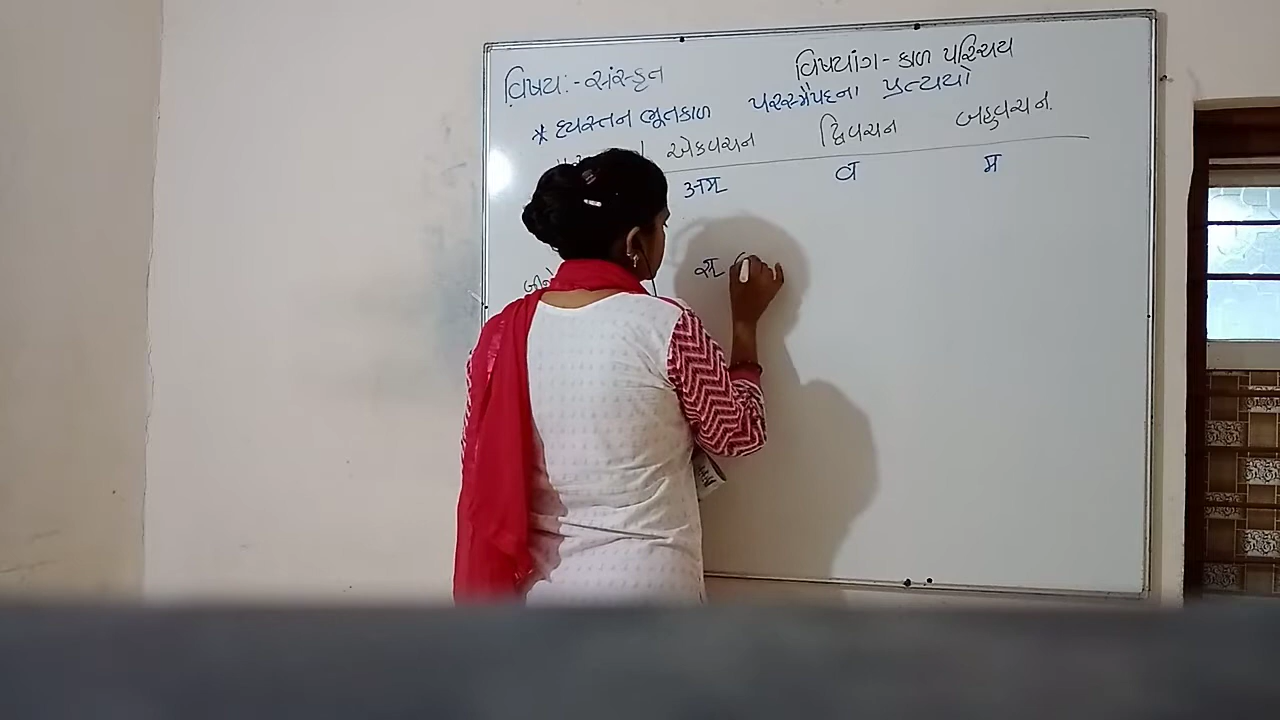 વિષય :- સંસ્કૃત
વિષયાંગ - કાળ પરિચય
* હ્યસ્તન ભૂતકાળ પરસ્મૈપદના પ્રત્યયો
એકવચન દ્વિવચન બહુવચન.
अम् व म
स्